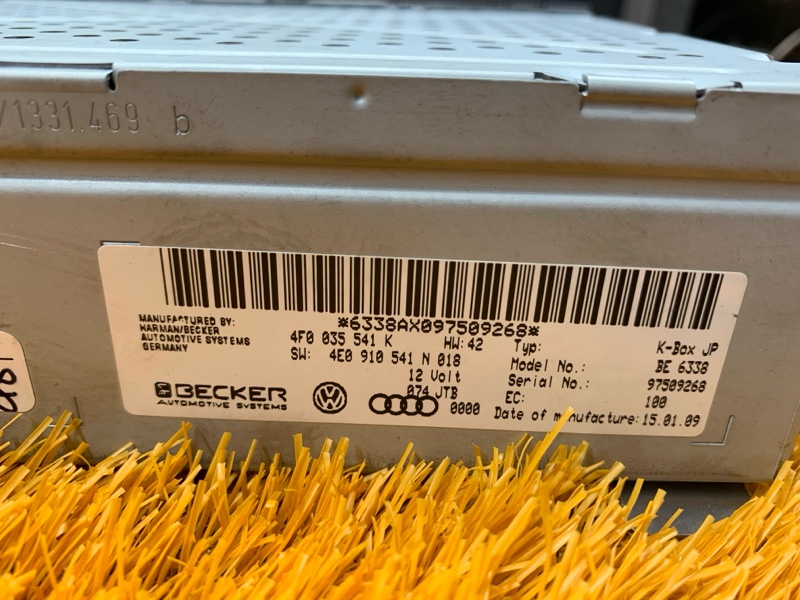 /1331.469 b
*6338AX097509268*
MANUFACTURED BY:
HARMAN/BECKER
AUTOMOTIVE SYSTEMS
GERMANY
4F0 035 541 K HW: 42 Typ: K-Box JP
SW: 4E0 910 541 N 018 Model No.: BE 6338
12 Volt Serial No.: 97509268
074 JTB EC: 100
BECKER
AUTOMOTIVE SYSTEMS
0000 Date of manufacture: 15.01.09